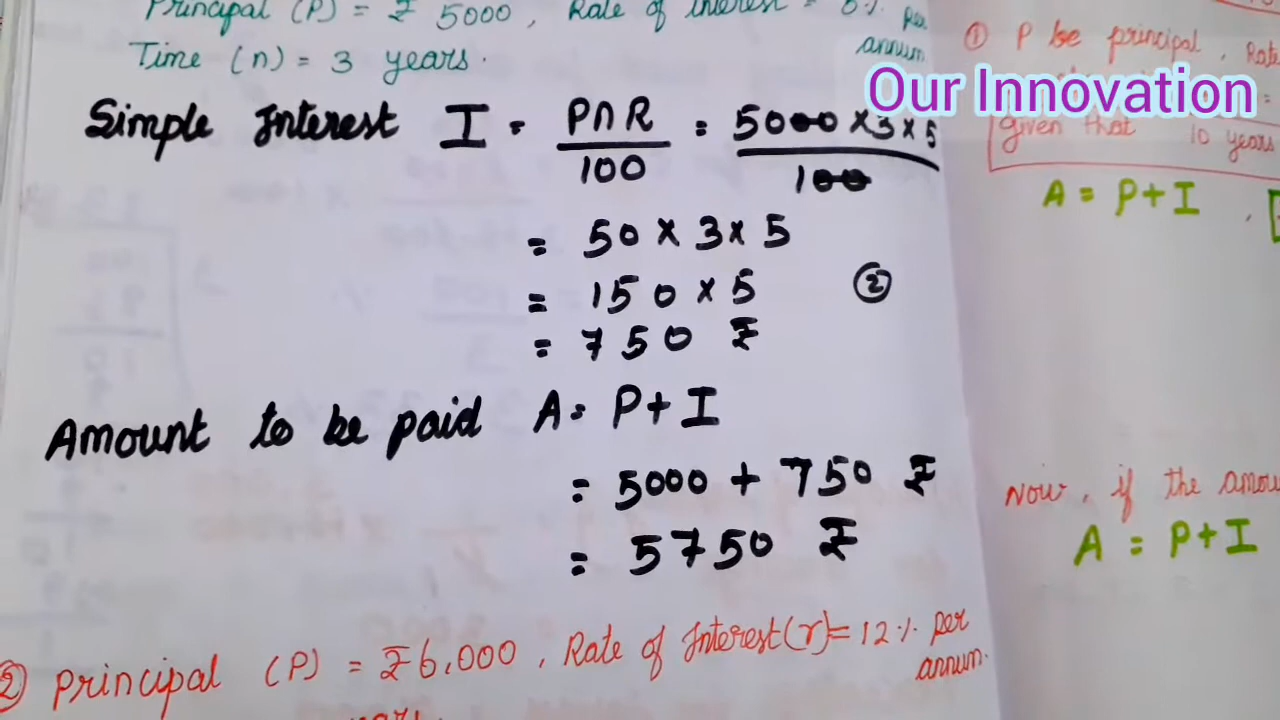 Principal (P) = ₹ 5000, Rate of interest = 5% per
annum
Time (n) = 3 years.
Simple Interest I = PnR / 100 = 5000 × 3 × 5 / 100
= 50 × 3 × 5
= 150 × 5
②
= 750 ₹
Amount to be paid A = P + I
= 5000 + 750 ₹
= 5750 ₹
② Principal (P) = ₹6,000, Rate of Interest (r) = 12% per
annum.
① P be principal, Rate
Our Innovation
given that 10 years
A = P + I,
Now, if the
A = P + I